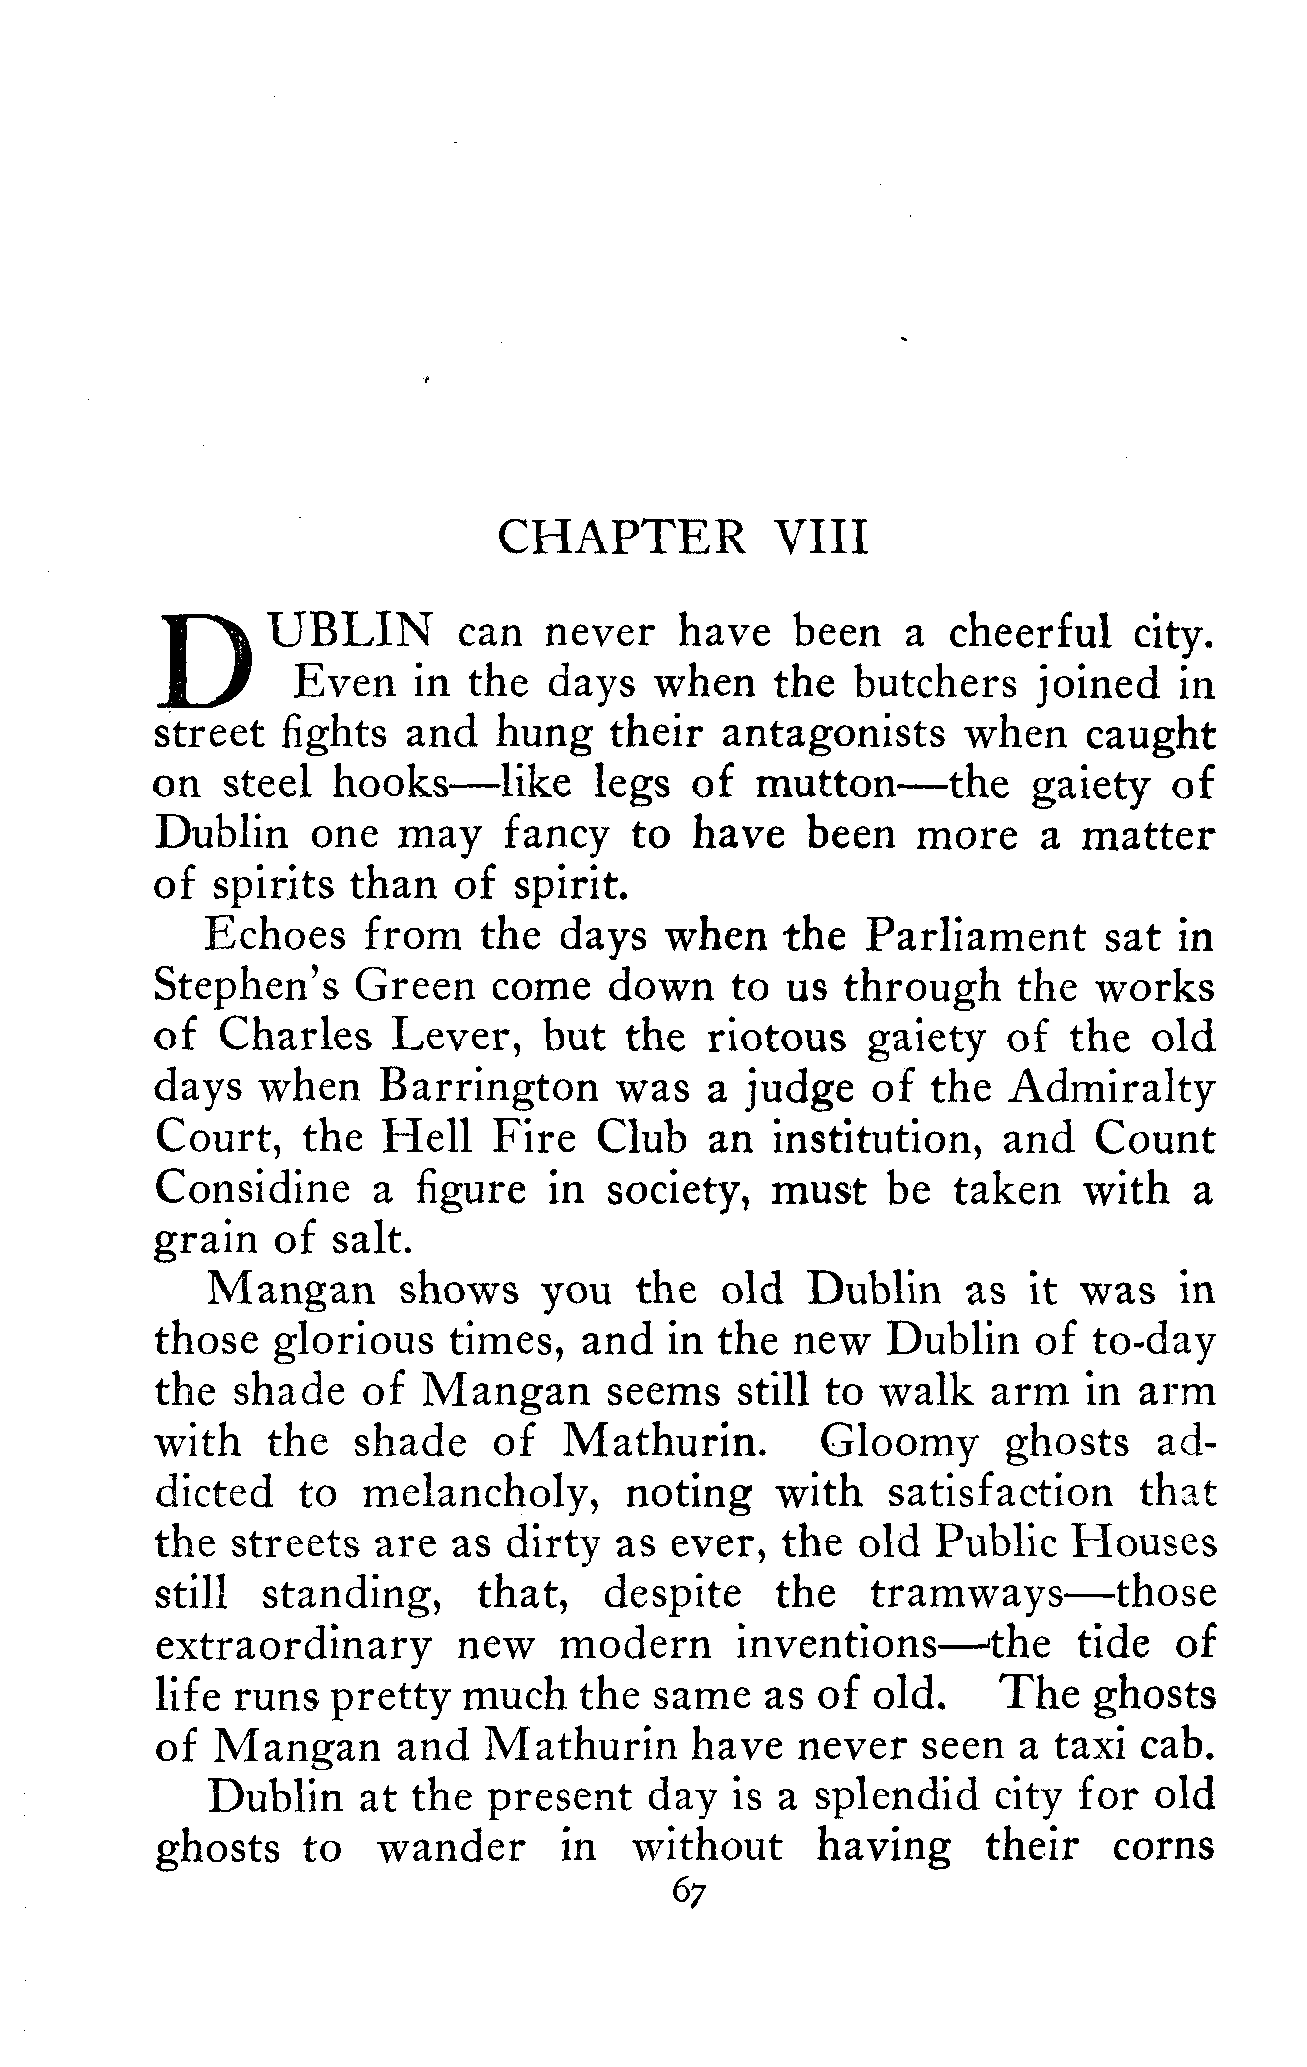 CHAPTER VIII
DUBLIN can never have been a cheerful city.
Even in the days when the butchers joined in
street fights and hung their antagonists when caught
on steel hooks—like legs of mutton—the gaiety of
Dublin one may fancy to have been more a matter
of spirits than of spirit.
Echoes from the days when the Parliament sat in
Stephen's Green come down to us through the works
of Charles Lever, but the riotous gaiety of the old
days when Barrington was a judge of the Admiralty
Court, the Hell Fire Club an institution, and Count
Considine a figure in society, must be taken with a
grain of salt.
Mangan shows you the old Dublin as it was in
those glorious times, and in the new Dublin of to-day
the shade of Mangan seems still to walk arm in arm
with the shade of Mathurin. Gloomy ghosts ad-
dicted to melancholy, noting with satisfaction that
the streets are as dirty as ever, the old Public Houses
still standing, that, despite the tramways—those
extraordinary new modern inventions—the tide of
life runs pretty much the same as of old. The ghosts
of Mangan and Mathurin have never seen a taxi cab.
Dublin at the present day is a splendid city for old
ghosts to wander in without having their corns
67